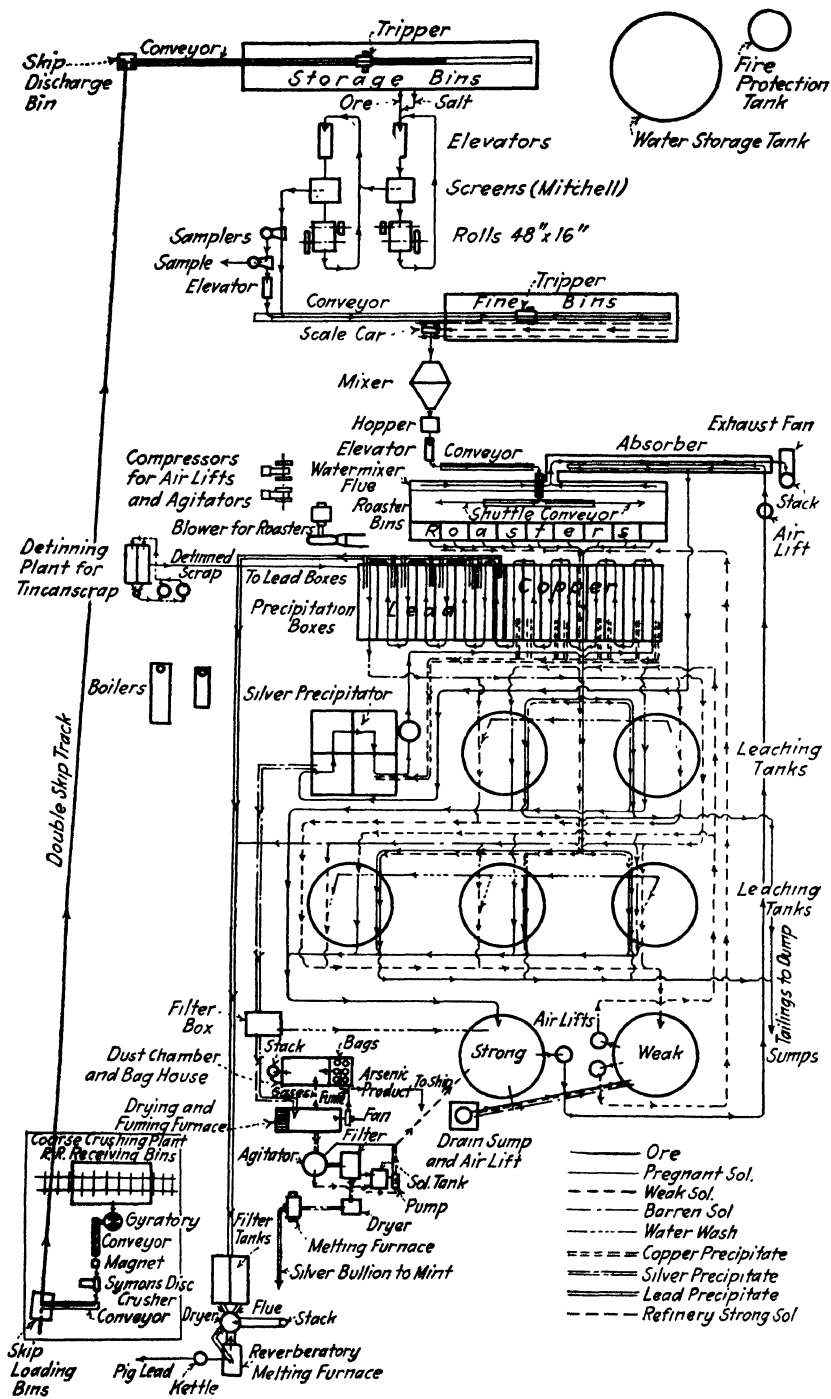 Skip
Discharge
Bin
Conveyor
Tripper
Storage Bins
Ore
Salt
Fire
Protection
Tank
Water Storage Tank
Elevators
Screens (Mitchell)
Rolls 48"x16"
Samplers
Sample
Elevator
Conveyor
Tripper
Fine Bins
Scale Car
Mixer
Hopper
Elevator
Conveyor
Absorber
Exhaust Fan
Stack
Air
Lift
Compressors
for Air Lifts
and Agitators
Watermixer
Flue
Roaster
Bins
Shuttle Conveyor
Roasters
Blower for Roasters
Detinning
Plant for
Tincanscrap
Detinned
Scrap
To Lead Boxes
Precipitation
Boxes
Lead
Copper
Boilers
Silver Precipitator
Leaching
Tanks
Double Skip Track
Leaching
Tanks
Tailings to Dump
Filter
Box
Strong
Air Lifts
Weak
Sumps
Stack
Bags
Dust Chamber
and Bag House
Gases
Fume
Arsenic
Product
To Ship
Drying and
Fuming Furnace
Fan
Drain Sump
and Air Lift
Agitator
Filter
Sol. Tank
Pump
Dryer
Melting Furnace
Silver Bullion to Mint
Coarse Crushing Plant
R.R. Receiving Bins
Gyratory
Conveyor
Magnet
Symons Disc
Crusher
Conveyor
Skip
Loading
Bins
Filter
Tanks
Dryer
Flue
Stack
Reverberatory
Melting Furnace
Pig Lead
Kettle
Ore
Pregnant Sol.
Weak Sol.
Barren Sol
Water Wash
Copper Precipitate
Silver Precipitate
Lead Precipitate
Refinery Strong Sol